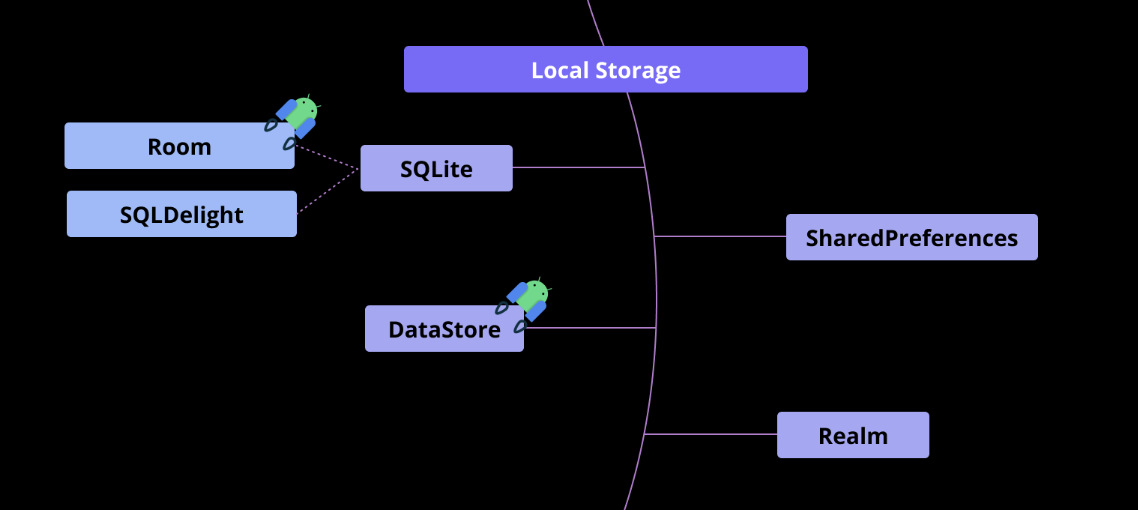 Local Storage
Room
SQLite
SQLDelight
SharedPreferences
DataStore
Realm